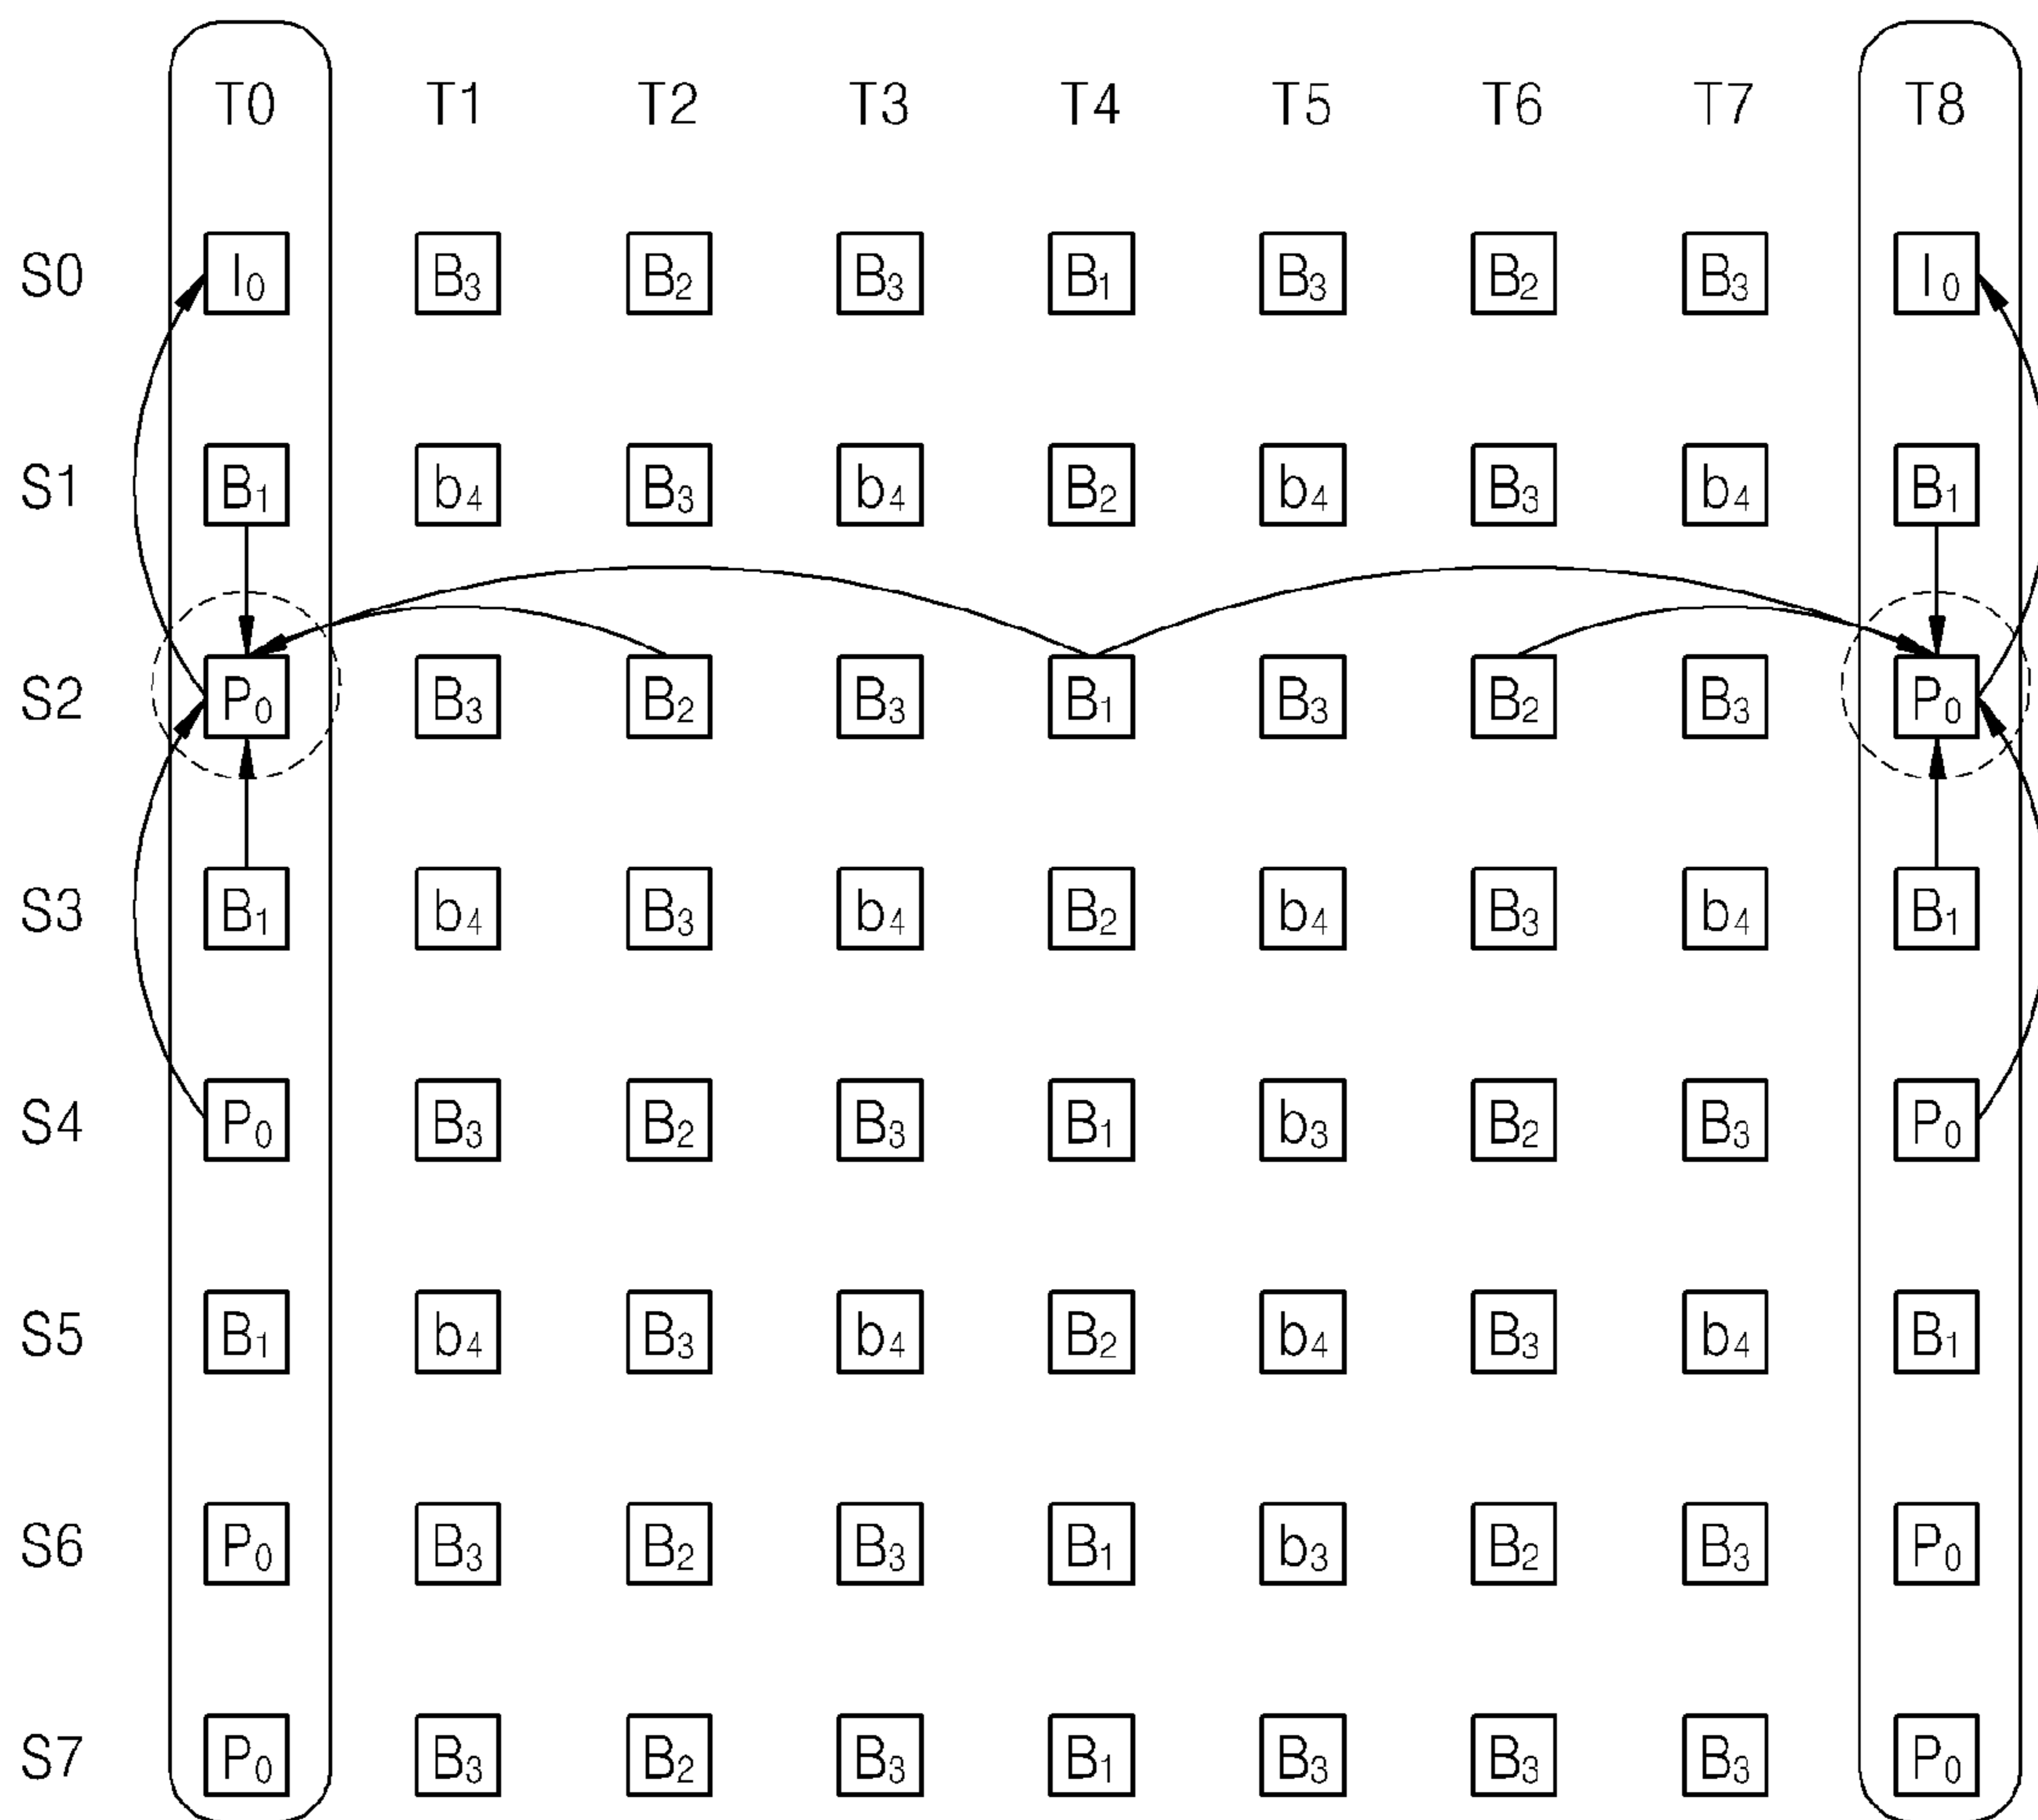 T0 T1 T2 T3 T4 T5 T6 T7 T8
S0 I₀ B₃ B₂ B₃ B₁ B₃ B₂ B₃ I₀
S1 B₁ b₄ B₃ b₄ B₂ b₄ B₃ b₄ B₁
S2 P₀ B₃ B₂ B₃ B₁ B₃ B₂ B₃ P₀
S3 B₁ b₄ B₃ b₄ B₂ b₄ B₃ b₄ B₁
S4 P₀ B₃ B₂ B₃ B₁ b₃ B₂ B₃ P₀
S5 B₁ b₄ B₃ b₄ B₂ b₄ B₃ b₄ B₁
S6 P₀ B₃ B₂ B₃ B₁ b₃ B₂ B₃ P₀
S7 P₀ B₃ B₂ B₃ B₁ B₃ B₃ B₃ P₀